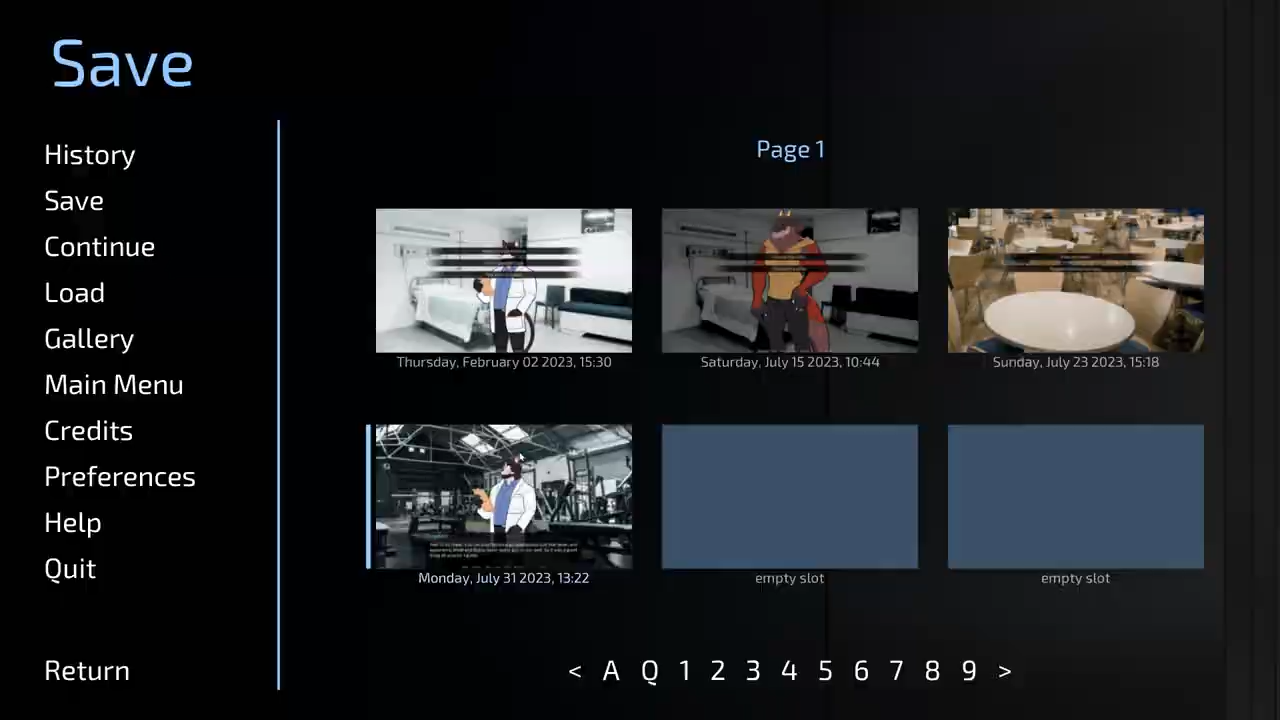 Save
History
Save
Continue
Load
Gallery
Main Menu
Credits
Preferences
Help
Quit
Return
Page 1
Thursday, February 02 2023, 15:30
Saturday, July 15 2023, 10:44
Sunday, July 23 2023, 15:18
Monday, July 31 2023, 13:22
empty slot
empty slot
< A Q 1 2 3 4 5 6 7 8 9 >